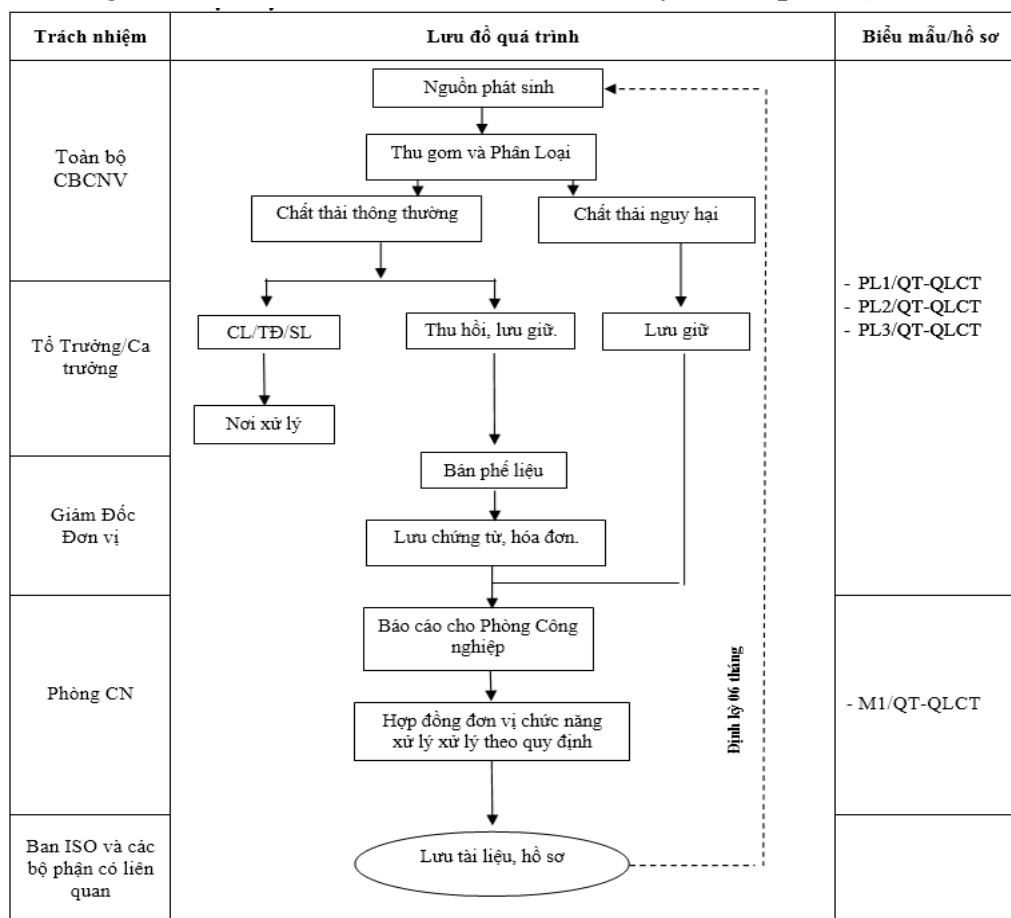 Trách nhiệm
Lưu đồ quá trình
Biểu mẫu/hồ sơ
Nguồn phát sinh
Thu gom và Phân Loại
Toàn bộ
CBCNV
Chất thải thông thường
Chất thải nguy hại
- PL1/QT-QLCT
- PL2/QT-QLCT
- PL3/QT-QLCT
Tổ Trưởng/Ca
trưởng
CL/TĐ/SL
Thu hồi, lưu giữ.
Lưu giữ
Nơi xử lý
Bán phế liệu
Giám Đốc
Đơn vị
Lưu chứng từ, hóa đơn.
Báo cáo cho Phòng Công
nghiệp
Phòng CN
Định kỳ 06 tháng
- M1/QT-QLCT
Hợp đồng đơn vị chức năng
xử lý xử lý theo quy định
Ban ISO và các
bộ phận có liên
quan
Lưu tài liệu, hồ sơ